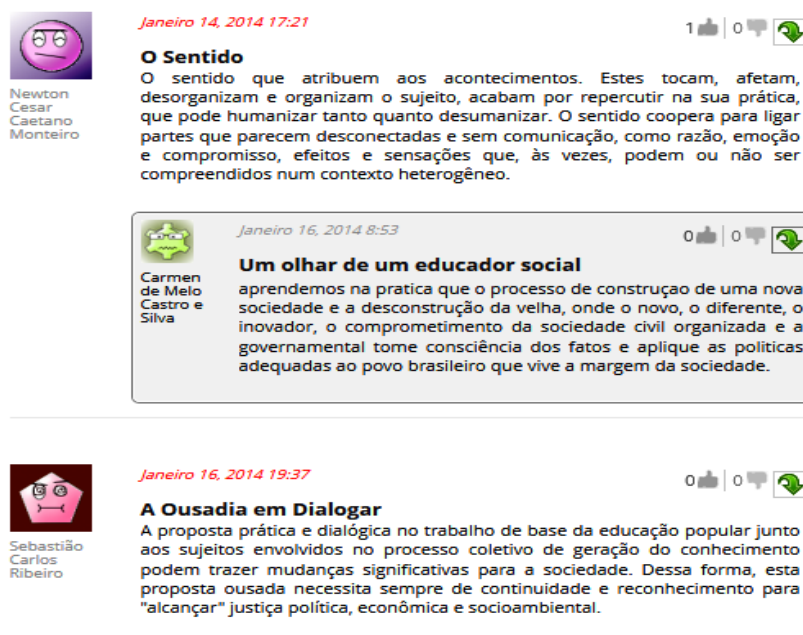 Janeiro 14, 2014 17:21
1 | 0
Newton
Cesar
Caetano
Monteiro
O Sentido
O sentido que atribuem aos acontecimentos. Estes tocam, afetam,
desorganizam e organizam o sujeito, acabam por repercutir na sua prática,
que pode humanizar tanto quanto desumanizar. O sentido coopera para ligar
partes que parecem desconectadas e sem comunicação, como razão, emoção
e compromisso, efeitos e sensações que, às vezes, podem ou não ser
compreendidos num contexto heterogêneo.
Janeiro 16, 2014 8:53
0 | 0
Carmen
de Melo
Castro e
Silva
Um olhar de um educador social
aprendemos na pratica que o processo de construçao de uma nova
sociedade e a desconstrução da velha, onde o novo, o diferente, o
inovador, o comprometimento da sociedade civil organizada e a
governamental tome consciência dos fatos e aplique as politicas
adequadas ao povo brasileiro que vive a margem da sociedade.
Janeiro 16, 2014 19:37
0 | 0
Sebastião
Carlos
Ribeiro
A Ousadia em Dialogar
A proposta prática e dialógica no trabalho de base da educação popular junto
aos sujeitos envolvidos no processo coletivo de geração do conhecimento
podem trazer mudanças significativas para a sociedade. Dessa forma, esta
proposta ousada necessita sempre de continuidade e reconhecimento para
"alcançar" justiça política, econômica e socioambiental.